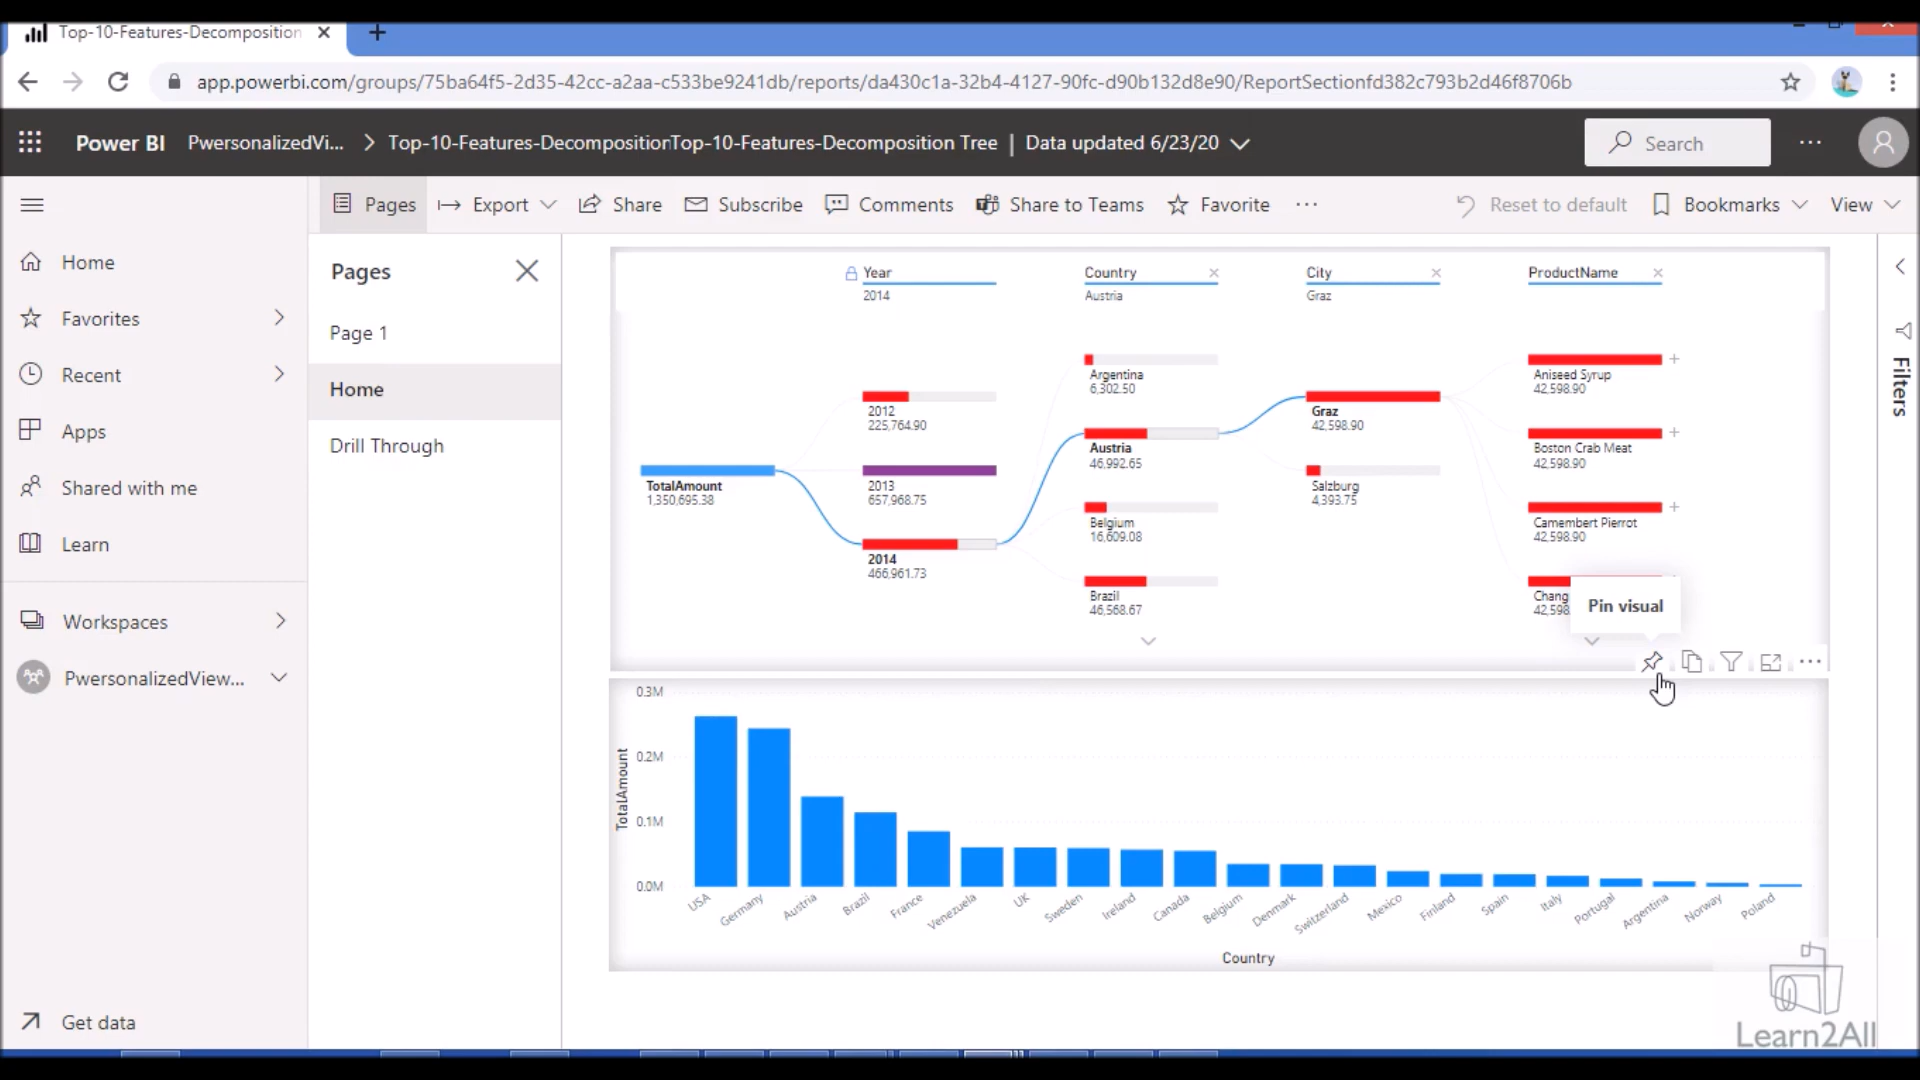 Top-10-Features-Decomposition
app.powerbi.com/groups/75ba64f5-2d35-42cc-a2aa-c533be9241db/reports/da430c1a-32b4-4127-90fc-d90b132d8e90/ReportSectionfd382c793b2d46f8706b
Power BI PwersonalizedVi... Top-10-Features-DecompositionTop-10-Features-Decomposition Tree | Data updated 6/23/20
Search
Pages Export Share Subscribe Comments Share to Teams Favorite ... Reset to default Bookmarks View
Home
Favorites
Recent
Apps
Shared with me
Learn
Workspaces
PwersonalizedView...
Get data
Pages
Page 1
Home
Drill Through
Year Country City ProductName
2014 Austria Graz
TotalAmount
1,350,695.38
2012
225,764.90
2013
657,968.75
2014
466,961.73
Argentina
6,302.50
Austria
46,992.65
Belgium
16,609.08
Brazil
46,568.67
Graz
42,598.90
Salzburg
4,393.75
Aniseed Syrup
42,598.90
Boston Crab Meat
42,598.90
Camembert Pierrot
42,598.90
Chang
42,598
Pin visual
Filters
TotalAmount
0.3M
0.2M
0.1M
0.0M
USA Germany Austria Brazil France Venezuela UK Sweden Ireland Canada Belgium Denmark Switzerland Mexico Finland Spain Italy Portugal Argentina Norway Poland
Country
Learn2All